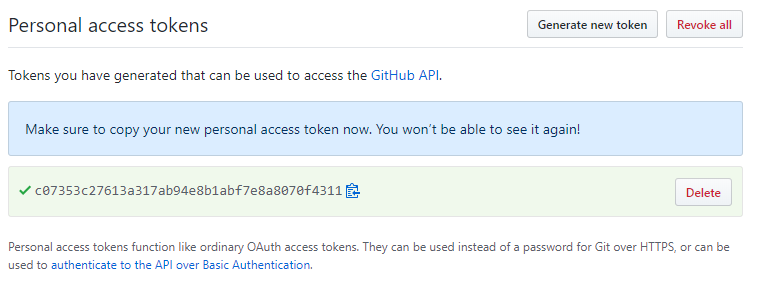 Personal access tokens
Generate new token
Revoke all
Tokens you have generated that can be used to access the GitHub API.
Make sure to copy your new personal access token now. You won't be able to see it again!
c07353c27613a317ab94e8b1abf7e8a8070f4311
Delete
Personal access tokens function like ordinary OAuth access tokens. They can be used instead of a password for Git over HTTPS, or can be
used to authenticate to the API over Basic Authentication.